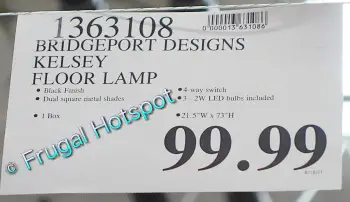 0000013631086
1363108
BRIDGEPORT DESIGNS
KELSEY
FLOOR LAMP
• Black Finish • 4 way switch
• Dual square metal shades • 3 - 2W LED bulbs included
• 1 Box • 21.5"W x 73"H
© Frugal Hotspot
99.99